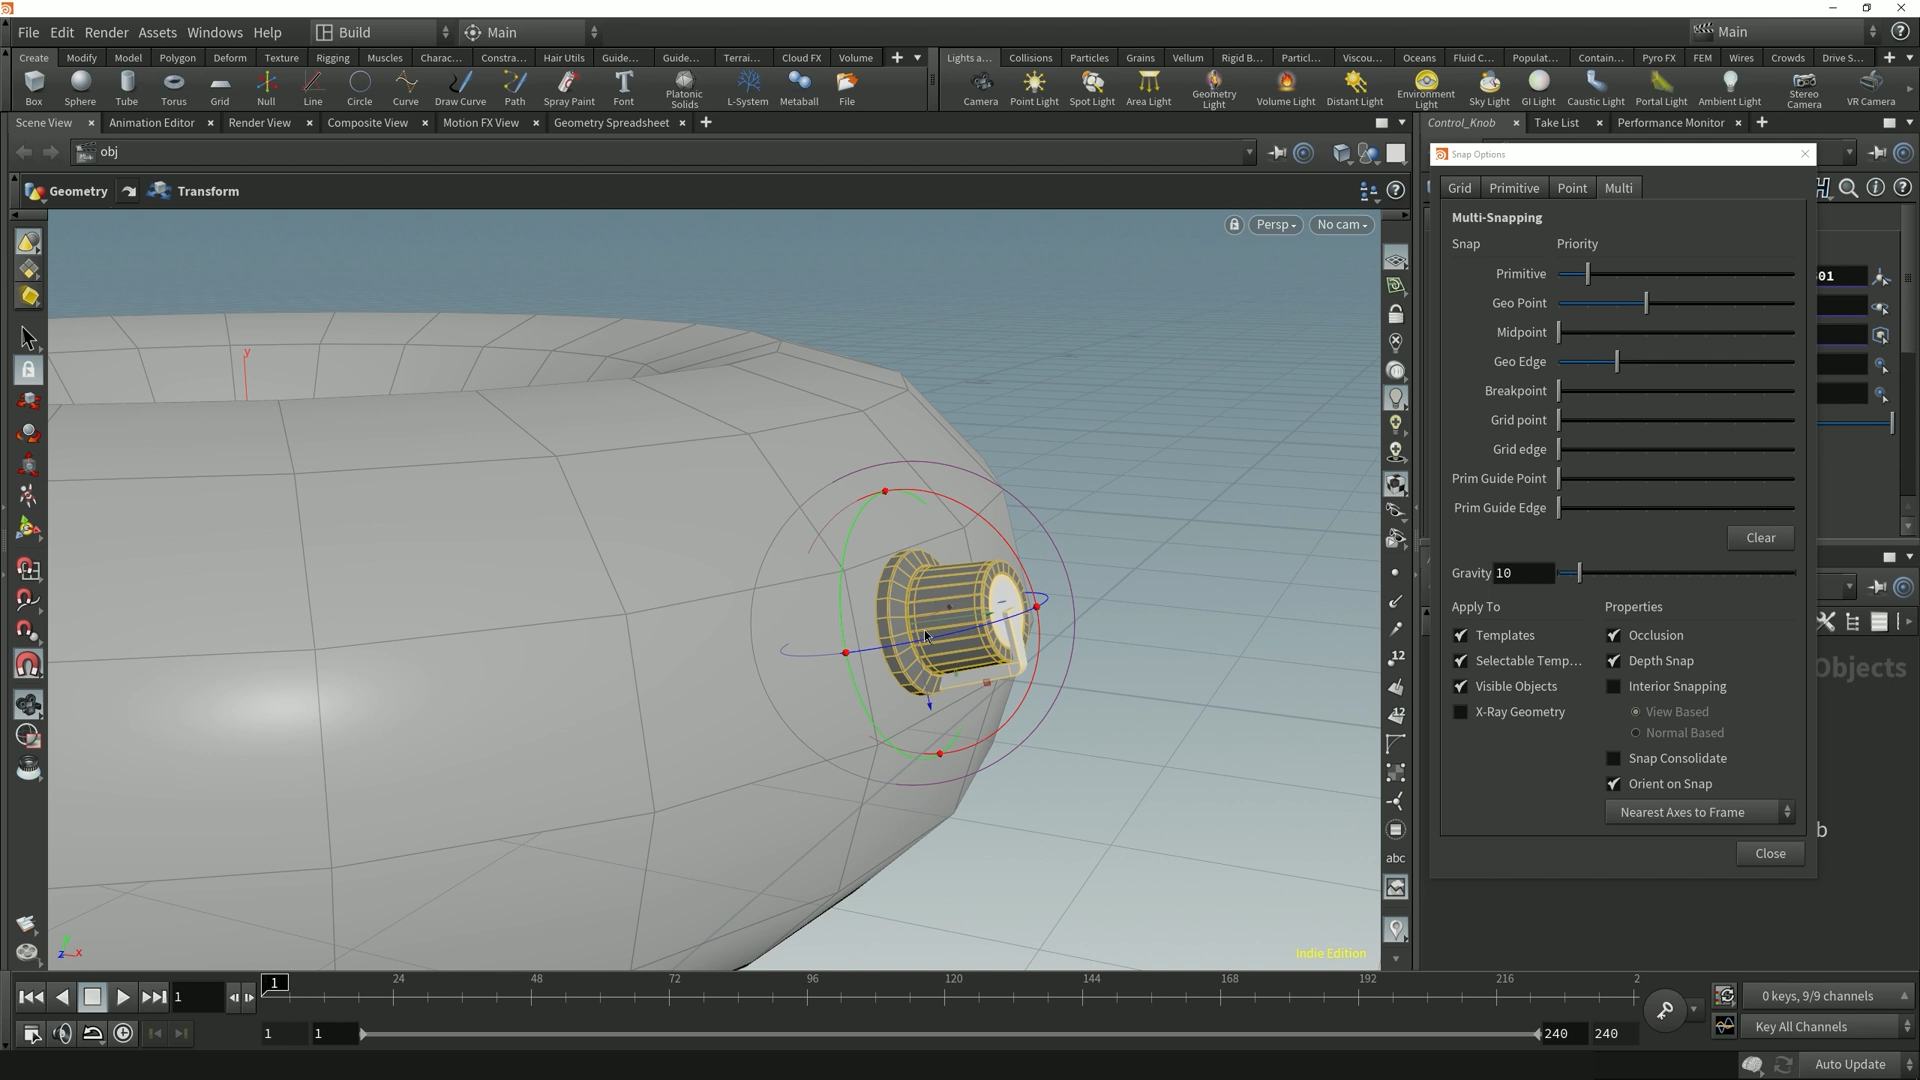 File Edit Render Assets Windows Help Build Main Main
Create Modify Model Polygon Deform Texture Rigging Muscles Charac... Constra... Hair Utils Guide... Guide... Terrai... Cloud FX Volume Lights a... Collisions Particles Grains Vellum Rigid B... Particl... Viscou... Oceans Fluid C... Populat... Contain... Pyro FX FEM Wires Crowds Drive S...
Box Sphere Tube Torus Grid Null Line Circle Curve Draw Curve Path Spray Paint Font Platonic Solids L-System Metaball File Camera Point Light Spot Light Area Light Geometry Light Volume Light Distant Light Environment Light Sky Light GI Light Caustic Light Portal Light Ambient Light Stereo Camera VR Camera
Scene View Animation Editor Render View Composite View Motion FX View Geometry Spreadsheet Control_Knob Take List Performance Monitor
obj
Snap Options
Geometry Transform
Grid Primitive Point Multi
Persp No cam
Multi-Snapping
Snap Priority
Primitive
01
Geo Point
Midpoint
Geo Edge
Breakpoint
Grid point
Grid edge
Prim Guide Point
Prim Guide Edge
Clear
Gravity 10
Apply To Properties
Templates Occlusion
Selectable Temp... Depth Snap
Visible Objects Interior Snapping
X-Ray Geometry View Based
Normal Based
Snap Consolidate
Orient on Snap
Nearest Axes to Frame
Close
Objects
b
12
12
abc
y
y
z x
Indie Edition
1 24 48 72 96 120 144 168 192 216 2
1
0 keys, 9/9 channels
1 1 240 240
Key All Channels
Auto Update